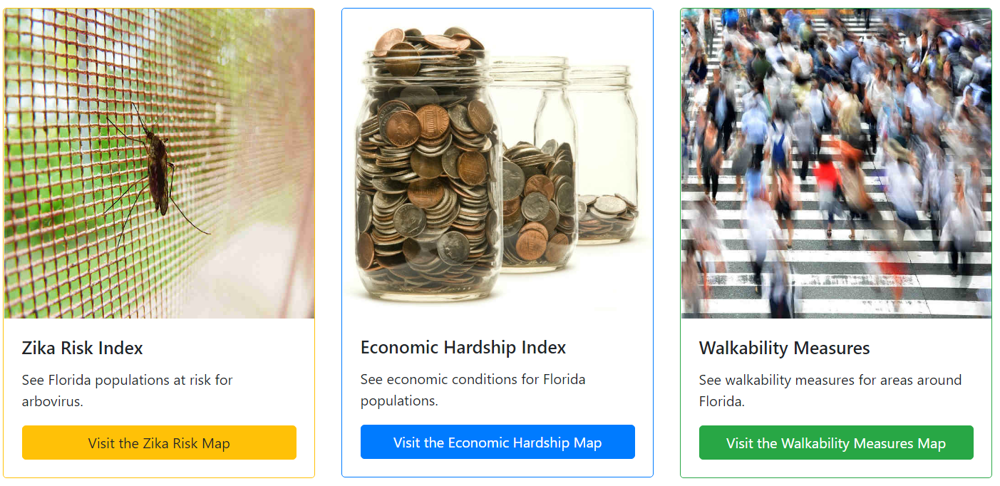 Zika Risk Index
See Florida populations at risk for
arbovirus.
Visit the Zika Risk Map
Economic Hardship Index
See economic conditions for Florida
populations.
Visit the Economic Hardship Map
Walkability Measures
See walkability measures for areas around
Florida.
Visit the Walkability Measures Map